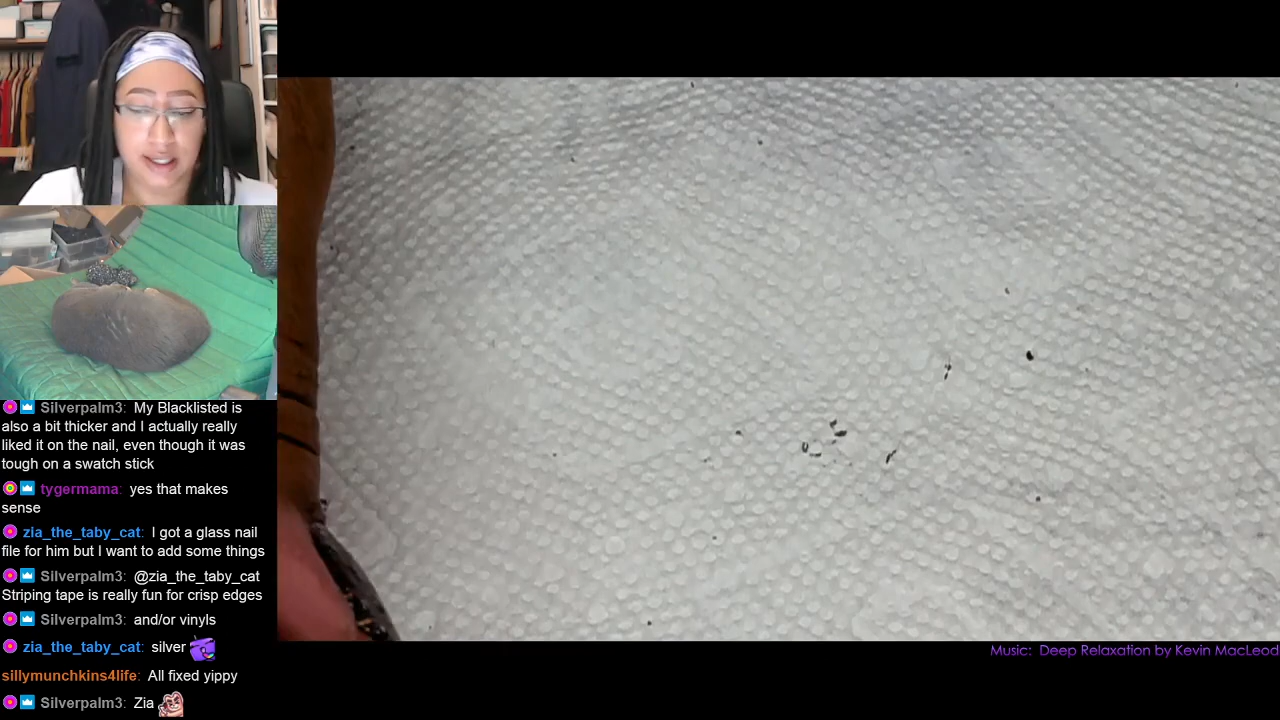 Silverpalm3: My Blacklisted is
also a bit thicker and I actually really
liked it on the nail, even though it was
tough on a swatch stick
tygermama: yes that makes
sense
zia_the_taby_cat: I got a glass nail
file for him but I want to add some things
Silverpalm3: @zia_the_taby_cat
Striping tape is really fun for crisp edges
Silverpalm3: and/or vinyls
zia_the_taby_cat: silver
sillymunchkins4life: All fixed yippy
Silverpalm3: Zia
Music: Deep Relaxation by Kevin MacLeod